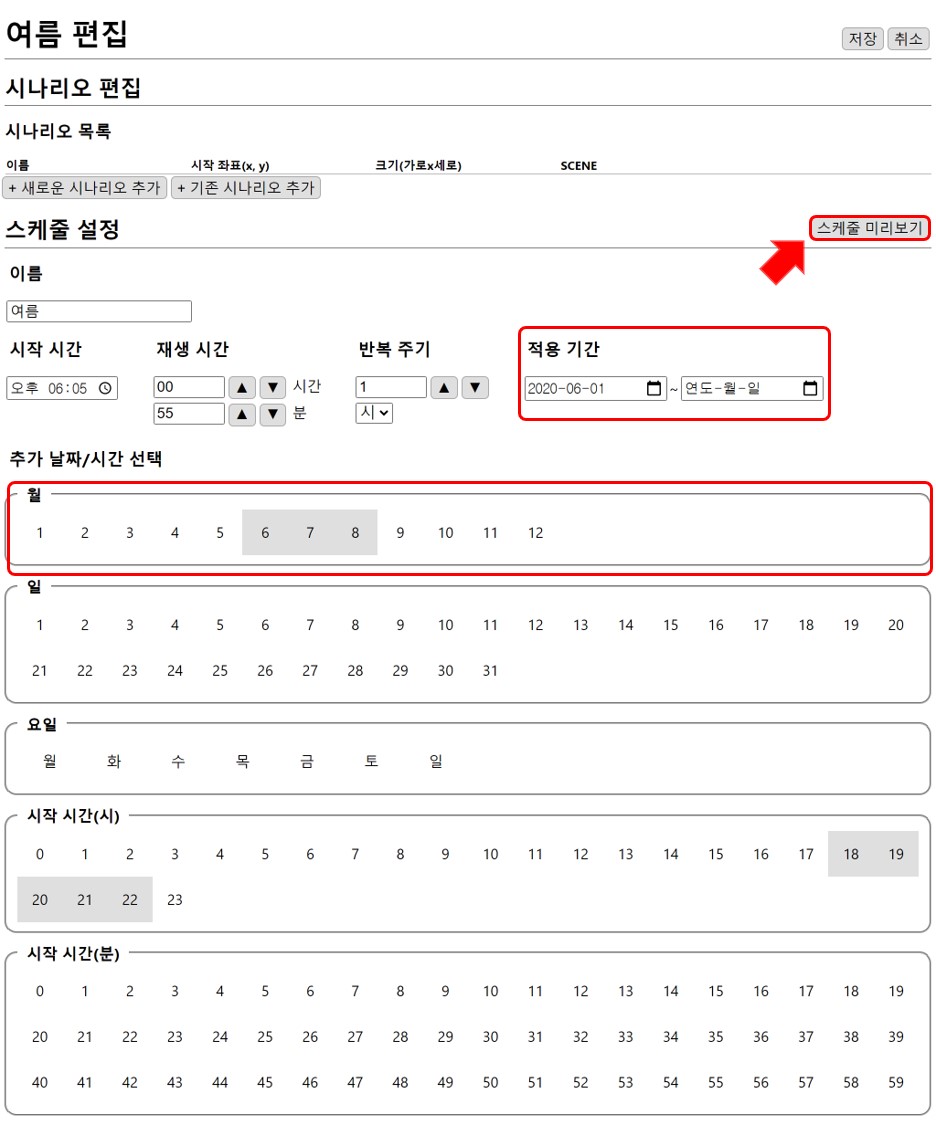 여름 편집
저장 취소
시나리오 편집
시나리오 목록
이름 시작 좌표(x, y) 크기(가로x세로) SCENE
+ 새로운 시나리오 추가 + 기존 시나리오 추가
스케줄 설정 스케줄 미리보기
이름
여름
시작 시간 재생 시간 반복 주기 적용 기간
오후 06:05 00 ▲ ▼ 시간 1 ▲ ▼ 2020-06-01 ~ 연도-월-일
55 ▲ ▼ 분 시
추가 날짜/시간 선택
월
1 2 3 4 5 6 7 8 9 10 11 12
일
1 2 3 4 5 6 7 8 9 10 11 12 13 14 15 16 17 18 19 20
21 22 23 24 25 26 27 28 29 30 31
요일
월 화 수 목 금 토 일
시작 시간(시)
0 1 2 3 4 5 6 7 8 9 10 11 12 13 14 15 16 17 18 19
20 21 22 23
시작 시간(분)
0 1 2 3 4 5 6 7 8 9 10 11 12 13 14 15 16 17 18 19
20 21 22 23 24 25 26 27 28 29 30 31 32 33 34 35 36 37 38 39
40 41 42 43 44 45 46 47 48 49 50 51 52 53 54 55 56 57 58 59